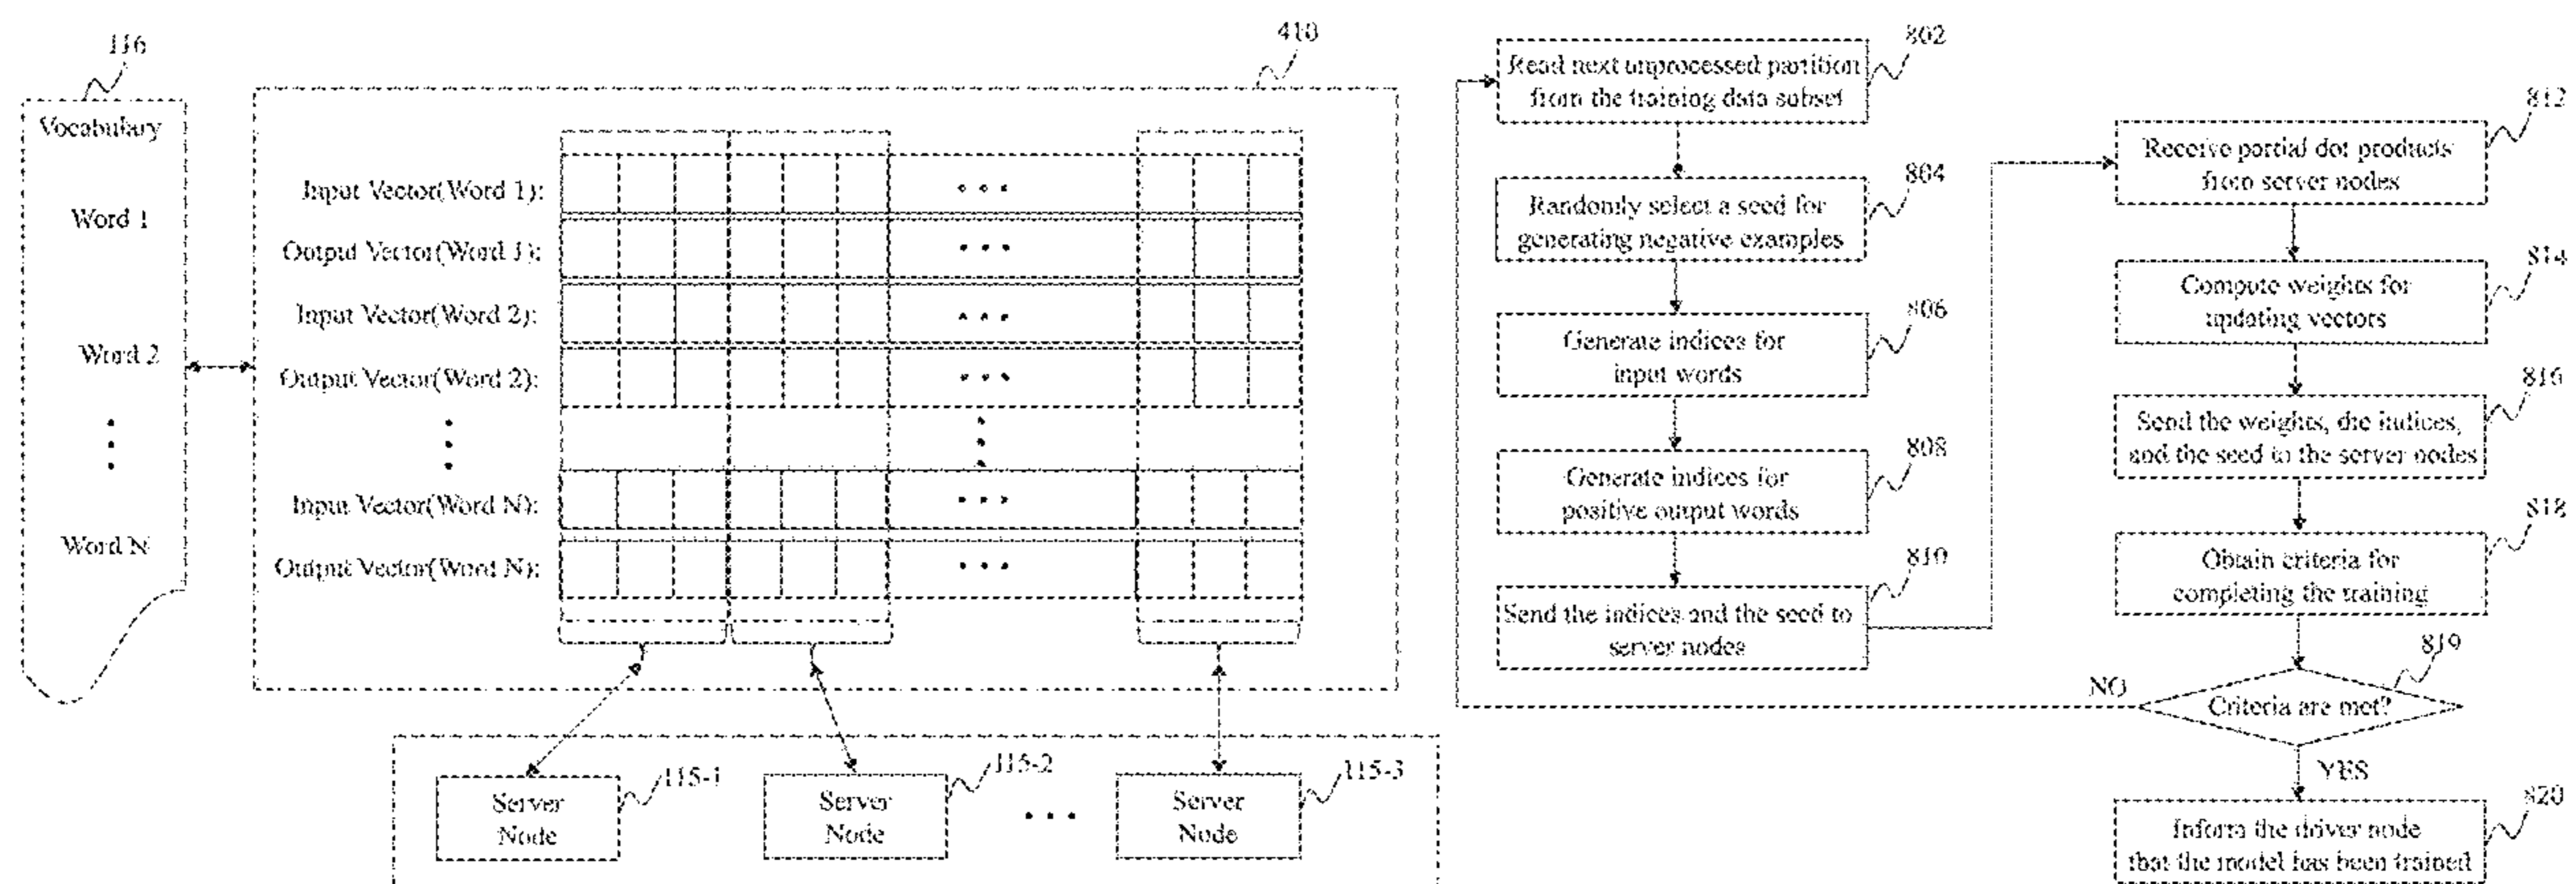 116
Vocabulary
Word 1
Word 2
Word N
410
Input Vector(Word 1):
Output Vector(Word 1):
Input Vector(Word 2):
Output Vector(Word 2):
Input Vector(Word N):
Output Vector(Word N):
Server
Node
115-1
Server
Node
115-2
Server
Node
115-3
802
Read next unprocessed partition
from the training data subset
804
Randomly select a seed for
generating negative examples
806
Generate indices for
input words
808
Generate indices for
positive output words
810
Send the indices and the seed to
server nodes
812
Receive partial dot products
from server nodes
814
Compute weights for
updating vectors
816
Send the weights, the indices,
and the seed to the server nodes
818
Obtain criteria for
completing the training
819
Criteria are met?
NO
YES
820
Inform the driver node
that the model has been trained